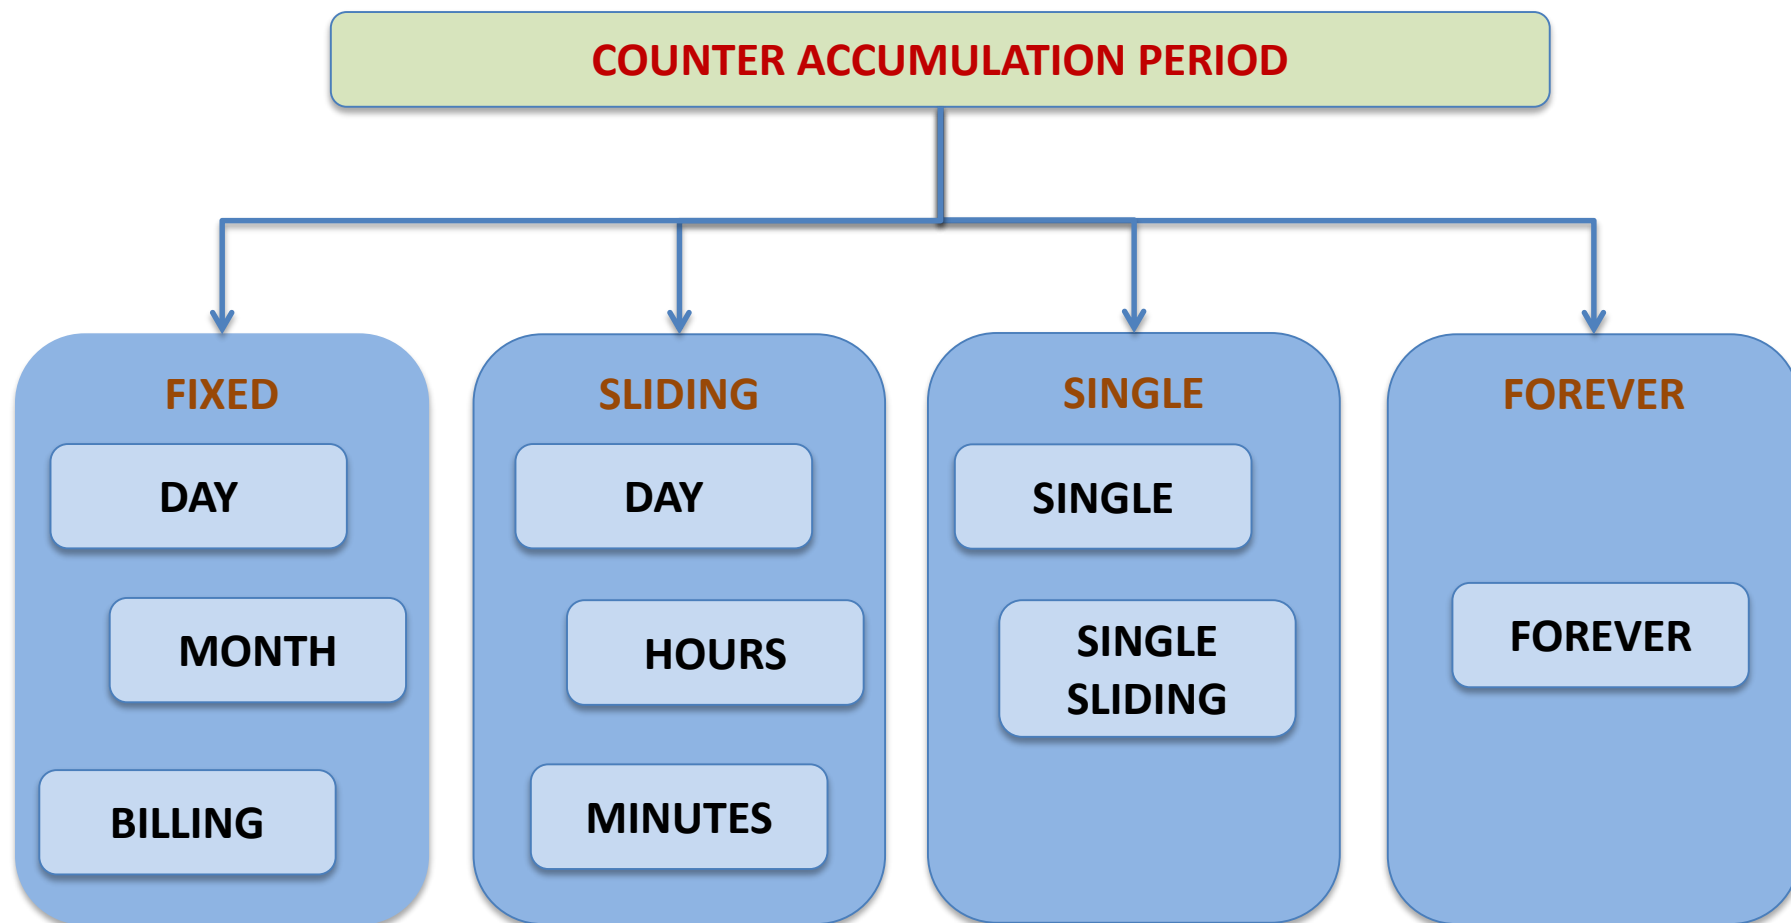 COUNTER ACCUMULATION PERIOD
FIXED
DAY
MONTH
BILLING
SLIDING
DAY
HOURS
MINUTES
SINGLE
SINGLE
SINGLE
SLIDING
FOREVER
FOREVER